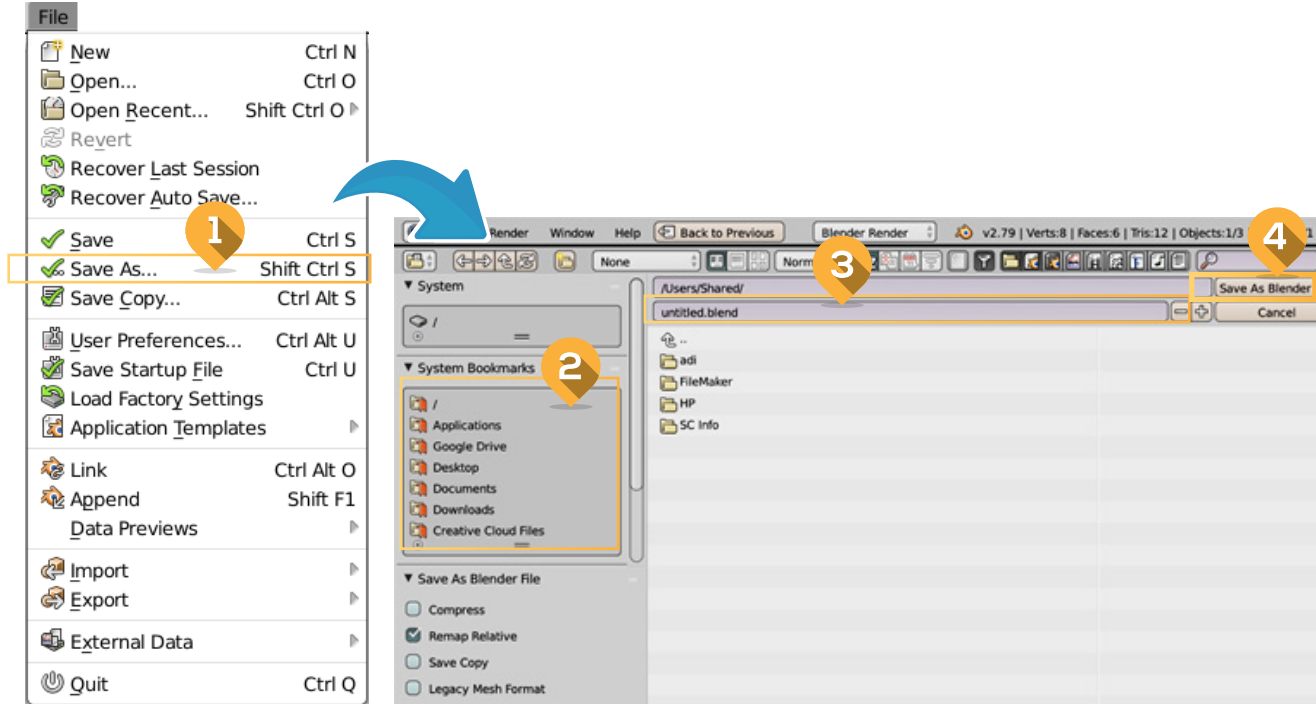 File
New Ctrl N
Open... Ctrl O
Open Recent... Shift Ctrl O
Revert
Recover Last Session
Recover Auto Save...
1
Save Ctrl S
Save As... Shift Ctrl S
Save Copy... Ctrl Alt S
User Preferences... Ctrl Alt U
Save Startup File Ctrl U
Load Factory Settings
Application Templates
Link Ctrl Alt O
Append Shift F1
Data Previews
Import
Export
External Data
Quit Ctrl Q
Render Window Help Back to Previous Blender Render v2.79 | Verts:8 | Faces:6 | Tris:12 | Objects:1/3
4
None
3
System
/Users/Shared/
Save As Blender
/
untitled.blend
Cancel
System Bookmarks
2
/
Applications
Google Drive
Desktop
Documents
Downloads
Creative Cloud Files
..
adi
FileMaker
HP
SC Info
Save As Blender File
Compress
Remap Relative
Save Copy
Legacy Mesh Format